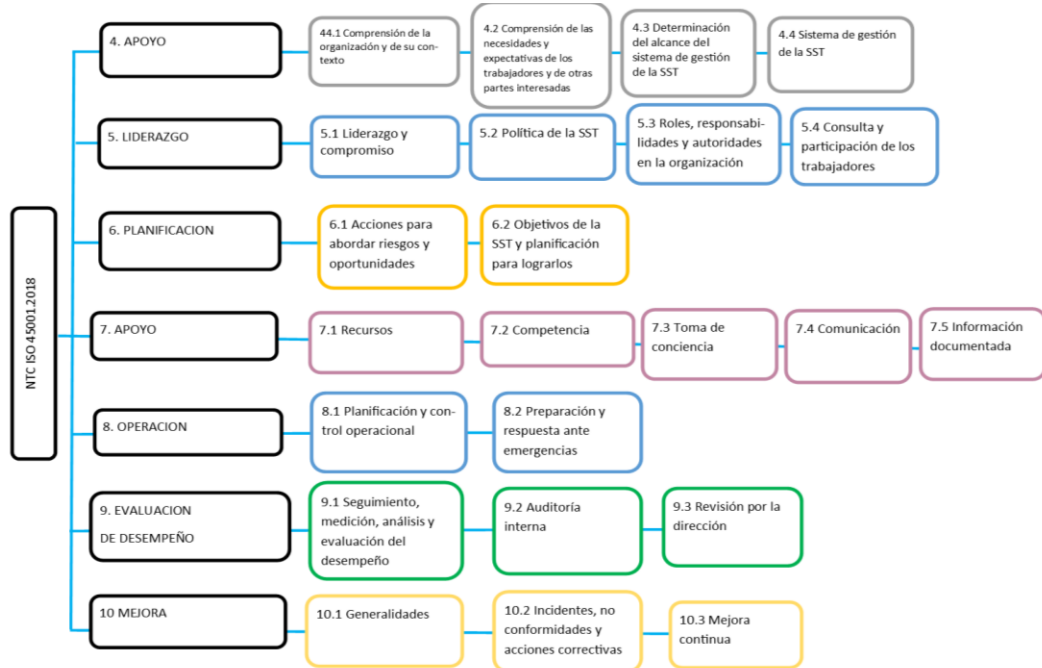 NTC ISO 45001.2018
4. APOYO
44.1 Comprensión de la
organización y de su con-
texto
4.2 Comprensión de las
necesidades y
expectativas de los
trabajadores y de otras
partes interesadas
4.3 Determinación
del alcance del
sistema de gestión
de la SST
4.4 Sistema de gestión
de la SST
5. LIDERAZGO
5.1 Liderazgo y
compromiso
5.2 Política de la SST
5.3 Roles, responsabi-
lidades y autoridades
en la organización
5.4 Consulta y
participación de los
trabajadores
6. PLANIFICACION
6.1 Acciones para
abordar riesgos y
oportunidades
6.2 Objetivos de la
SST y planificación
para lograrlos
7. APOYO
7.1 Recursos
7.2 Competencia
7.3 Toma de
conciencia
7.4 Comunicación
7.5 Información
documentada
8. OPERACION
8.1 Planificación y con-
trol operacional
8.2 Preparación y
respuesta ante
emergencias
9. EVALUACION
DE DESEMPEÑO
9.1 Seguimiento,
medición, análisis y
evaluación del
desempeño
9.2 Auditoría
interna
9.3 Revisión por la
dirección
10 MEJORA
10.1 Generalidades
10.2 Incidentes, no
conformidades y
acciones correctivas
10.3 Mejora
continua